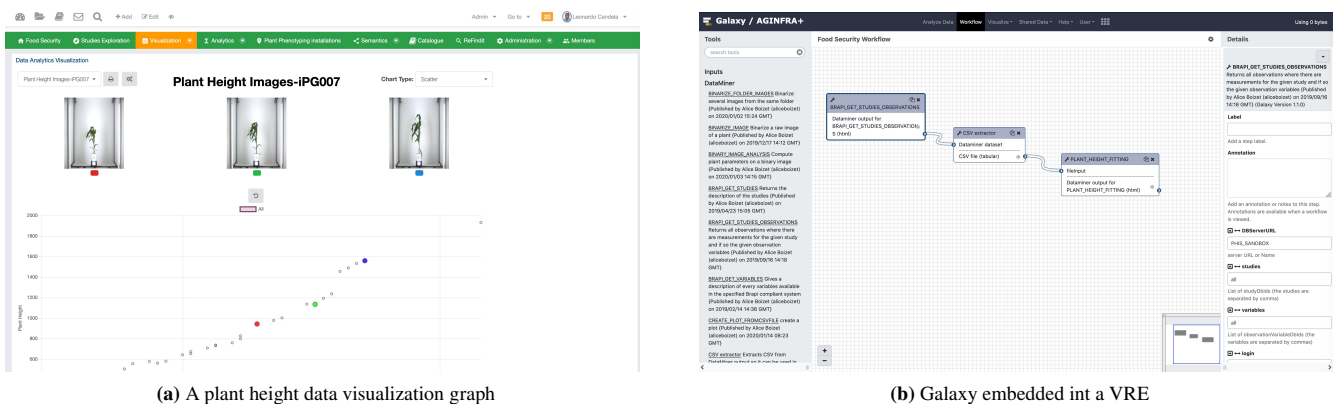 +Add Edit Admin Go to 20 Leonardo Candela
Food Security Studies Exploration Visualization Analytics Plant Phenotyping Installations Semantics Catalogue ReFindit Administration Members
Data Analytics Visualization
Plant Height Images-iPG007
Plant Height Images-iPG007
Chart Type: Scatter
All
2000
1800
1600
1400
1200
1000
800
600
Plant Height
(a) A plant height data visualization graph
Galaxy / AGINFRA+ Analyze Data Workflow Visualize Shared Data Help User Using 0 bytes
Tools
search tools
Inputs
DataMiner
BINARIZE_FOLDER_IMAGES Binarize
several images from the same folder
(Published by Alice Boizet (aliceboizet)
on 2020/01/02 15:24 GMT)
BINARIZE_IMAGE Binarize a raw image
of a plant (Published by Alice Boizet
(aliceboizet) on 2019/12/17 14:12 GMT)
BINARY_IMAGE_ANALYSIS Compute
plant parameters on a binary image
(Published by Alice Boizet (aliceboizet)
on 2020/01/03 14:15 GMT)
BRAPI_GET_STUDIES Returns the
description of the studies (Published
by Alice Boizet (aliceboizet) on
2019/04/23 15:05 GMT)
BRAPI_GET_STUDIES_OBSERVATIONS
Returns all observations where there
are measurements for the given study
and if so the given observation
variables (Published by Alice Boizet
(aliceboizet) on 2019/09/16 14:18
GMT)
BRAPI_GET_VARIABLES Gives a
description of every variables available
in the specified Brapi compliant system
(Published by Alice Boizet (aliceboizet)
on 2019/02/14 14:36 GMT)
CREATE_PLOT_FROMCSVFILE create a
plot (Published by Alice Boizet
(aliceboizet) on 2020/01/14 08:23
GMT)
CSV extractor Extracts CSV from
DataMiner output so it can be used in
Food Security Workflow
BRAPI_GET_STUDIES_OBSERVATIONS
Dataminer output for
BRAPI_GET_STUDIES_OBSERVATION
S (html)
CSV extractor
Dataminer dataset
CSV file (tabular)
PLANT_HEIGHT_FITTING
fileInput
Dataminer output for
PLANT_HEIGHT_FITTING (html)
+
−
Details
BRAPI_GET_STUDIES_OBSERVATIONS
Returns all observations where there are
measurements for the given study and if so
the given observation variables (Published
by Alice Boizet (aliceboizet) on 2019/09/16
14:18 GMT) (Galaxy Version 1.1.0)
Label
Add a step label.
Annotation
Add an annotation or notes to this step.
Annotations are available when a workflow
is viewed.
DBServerURL
PHIS_SANDBOX
server URL or Name
studies
all
List of studyDbIds (the studies are
separated by comma)
variables
all
List of observationVariableDbIds (the
variables are separated by commas)
login
(b) Galaxy embedded int a VRE